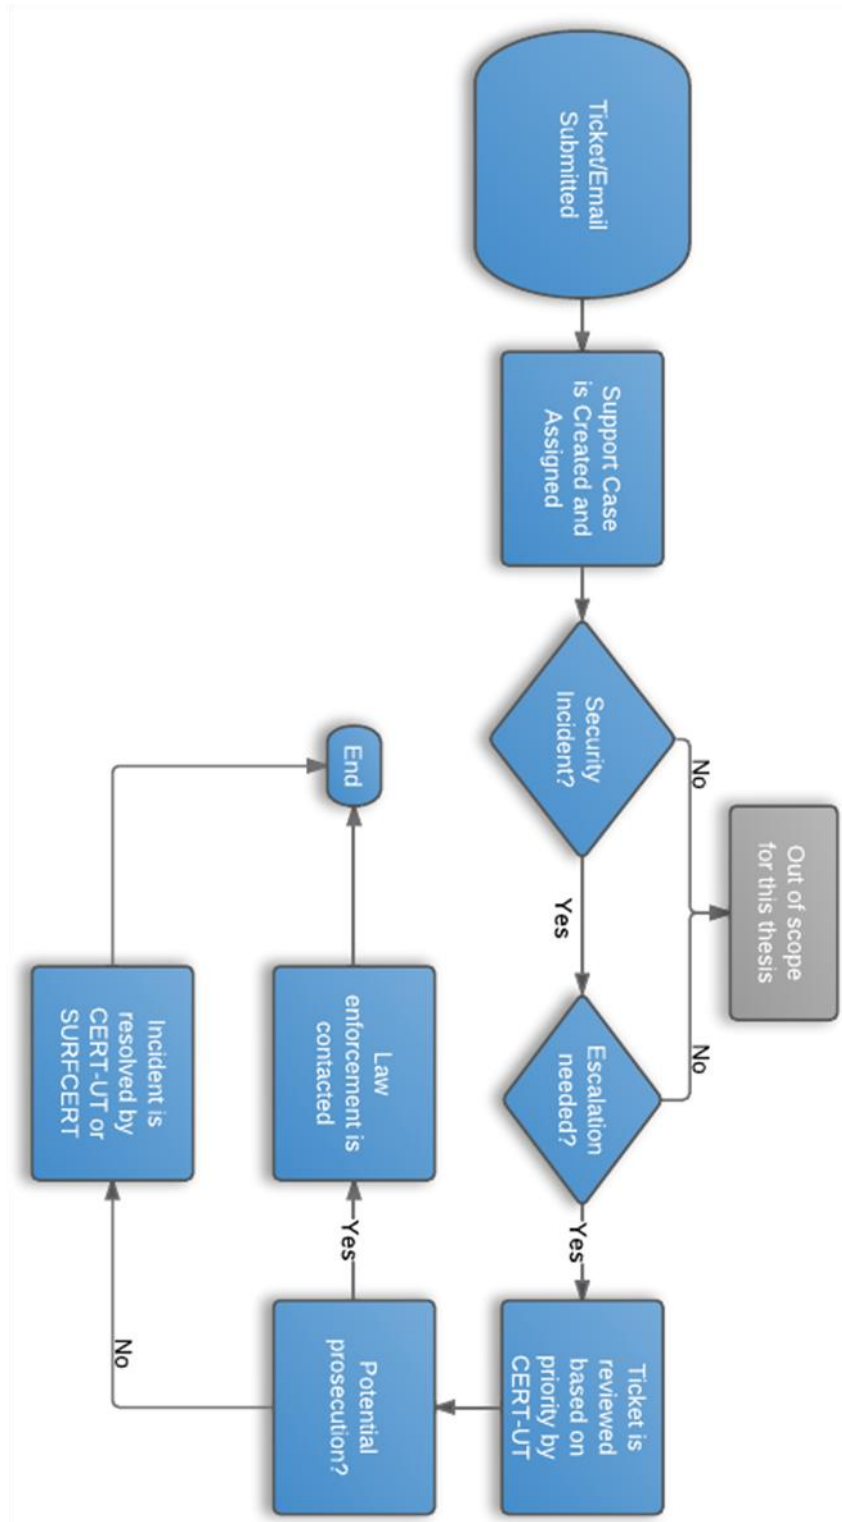 Ticket/Email
Submitted
Support Case
is Created and
Assigned
Security
Incident?
No
Out of scope
for this thesis
Yes
No
Escalation
needed?
Yes
Ticket is
reviewed
based on
priority by
CERT-UT
Potential
prosecution?
Yes
Law
enforcement is
contacted
No
Incident is
resolved by
CERT-UT or
SURFCERT
End